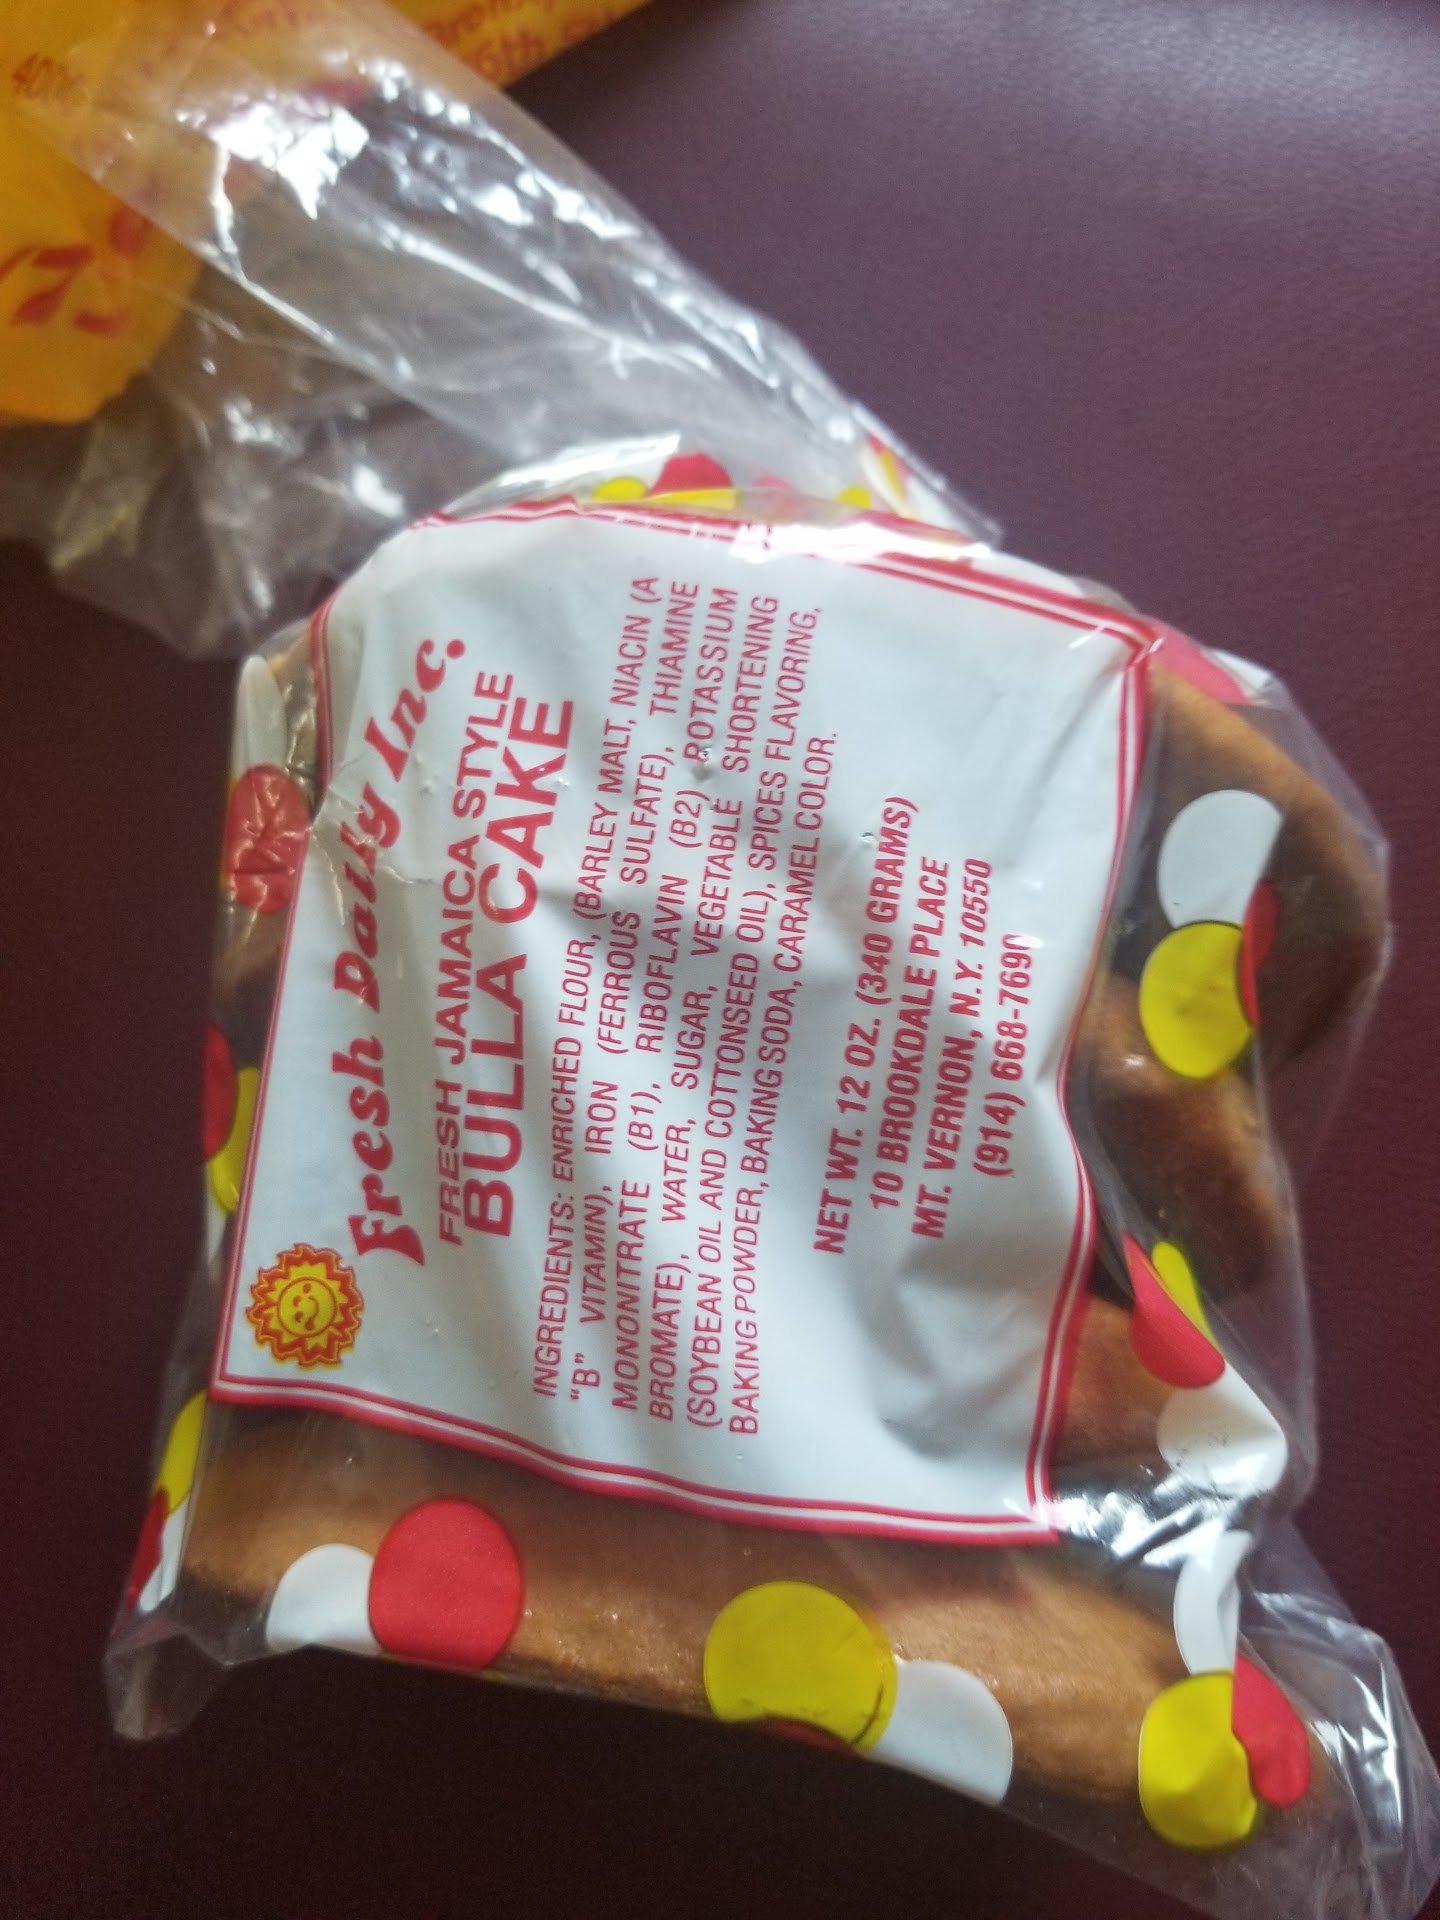 400%
6th
Fresh Daily Inc.
FRESH JAMAICA STYLE
BULLA CAKE
INGREDIENTS: ENRICHED FLOUR, (BARLEY MALT, NIACIN (A
"B" VITAMIN), IRON (FERROUS SULFATE), THIAMINE
MONONITRATE (B1), RIBOFLAVIN (B2) POTASSIUM
BROMATE), WATER, SUGAR, VEGETABLE SHORTENING
(SOYBEAN OIL AND COTTONSEED OIL), SPICES FLAVORING,
BAKING POWDER, BAKING SODA, CARAMEL COLOR.
NET WT. 12 OZ. (340 GRAMS)
10 BROOKDALE PLACE
MT. VERNON, N.Y. 10550
(914) 668-7690